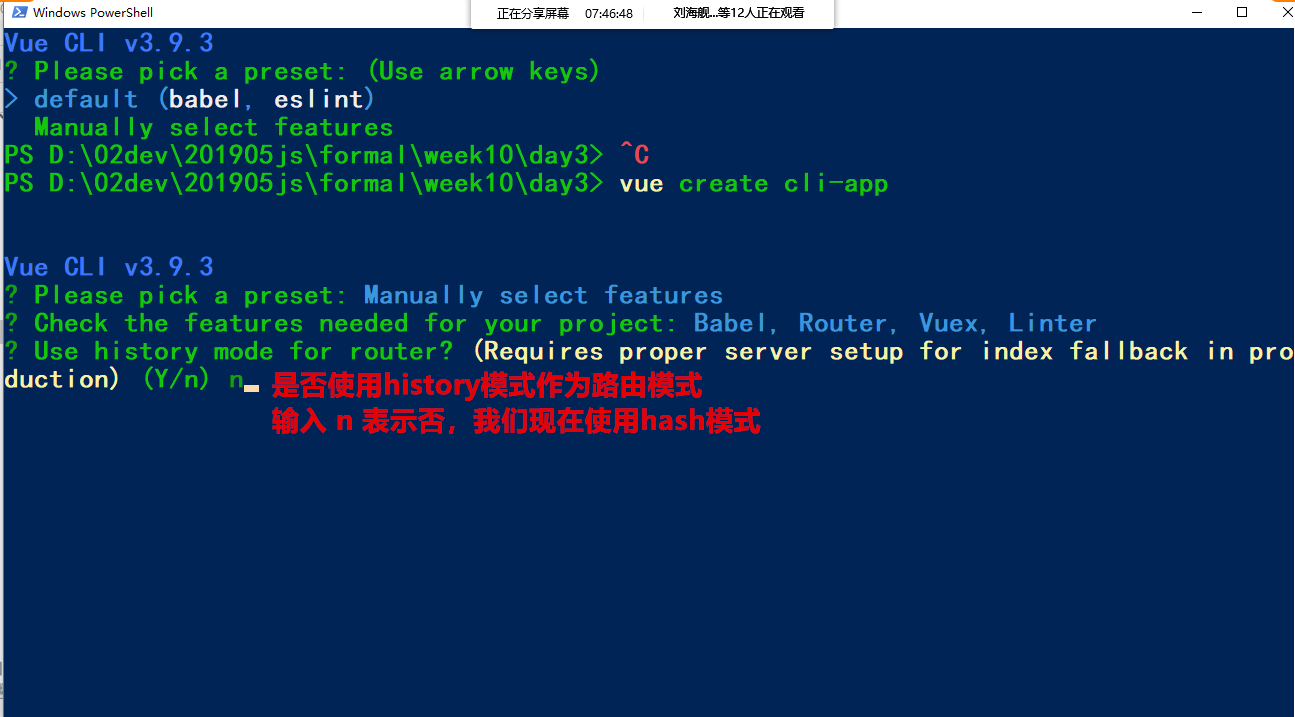 Windows PowerShell
正在分享屏幕 07:46:48 刘海舰...等12人正在观看
Vue CLI v3.9.3
? Please pick a preset: (Use arrow keys)
> default (babel, eslint)
Manually select features
PS D:\02dev\201905js\formal\week10\day3> ^C
PS D:\02dev\201905js\formal\week10\day3> vue create cli-app
Vue CLI v3.9.3
? Please pick a preset: Manually select features
? Check the features needed for your project: Babel, Router, Vuex, Linter
? Use history mode for router? (Requires proper server setup for index fallback in pro
duction) (Y/n) n_ 是否使用history模式作为路由模式
输入 n 表示否，我们现在使用hash模式